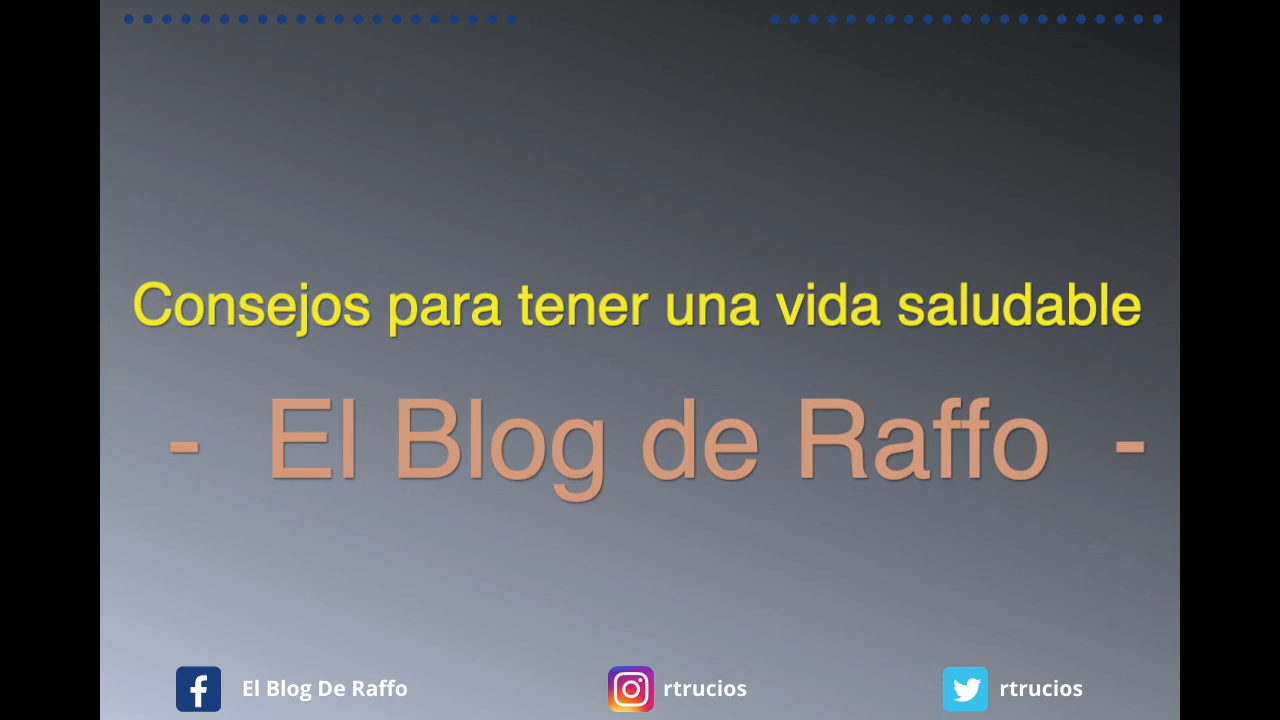 Consejos para tener una vida saludable
- El Blog de Raffo -
El Blog De Raffo rtrucios rtrucios